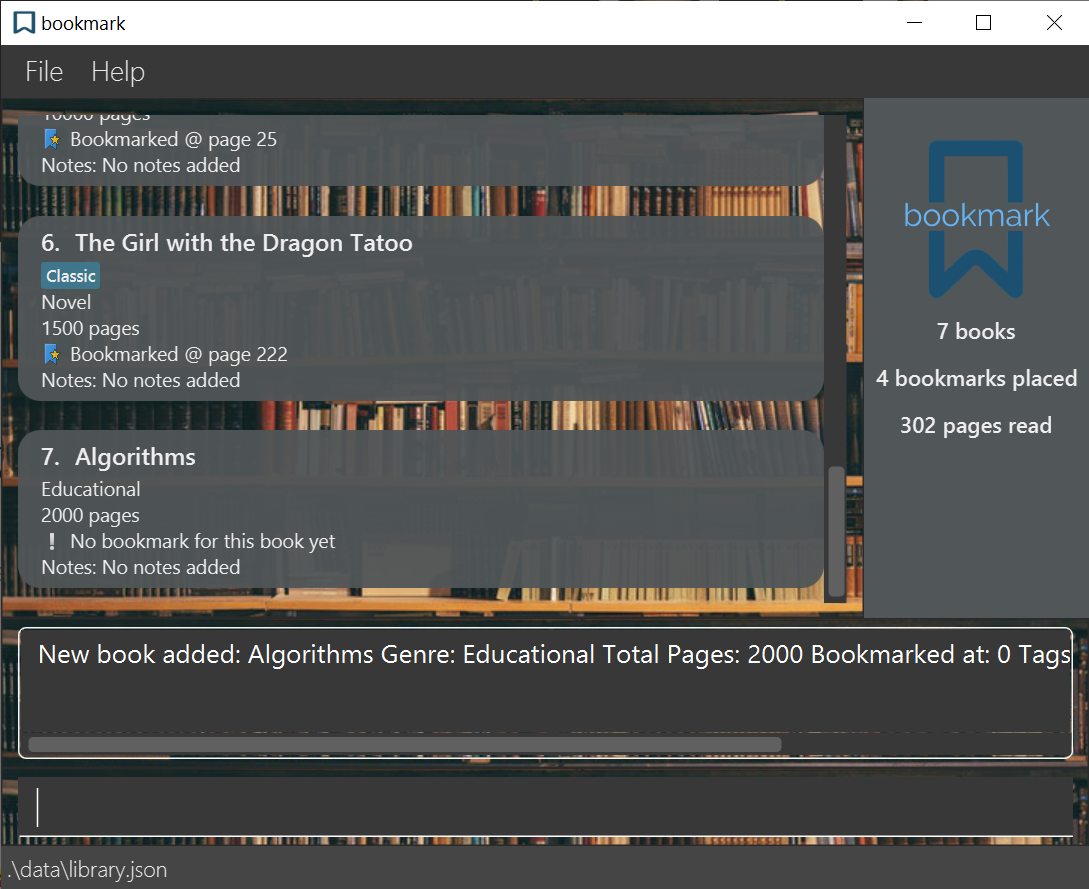 bookmark
File Help
10000 pages
Bookmarked @ page 25
Notes: No notes added
6. The Girl with the Dragon Tatoo
Classic
Novel
1500 pages
Bookmarked @ page 222
Notes: No notes added
7. Algorithms
Educational
2000 pages
No bookmark for this book yet
Notes: No notes added
bookmark
7 books
4 bookmarks placed
302 pages read
New book added: Algorithms Genre: Educational Total Pages: 2000 Bookmarked at: 0 Tags
.\data\library.json